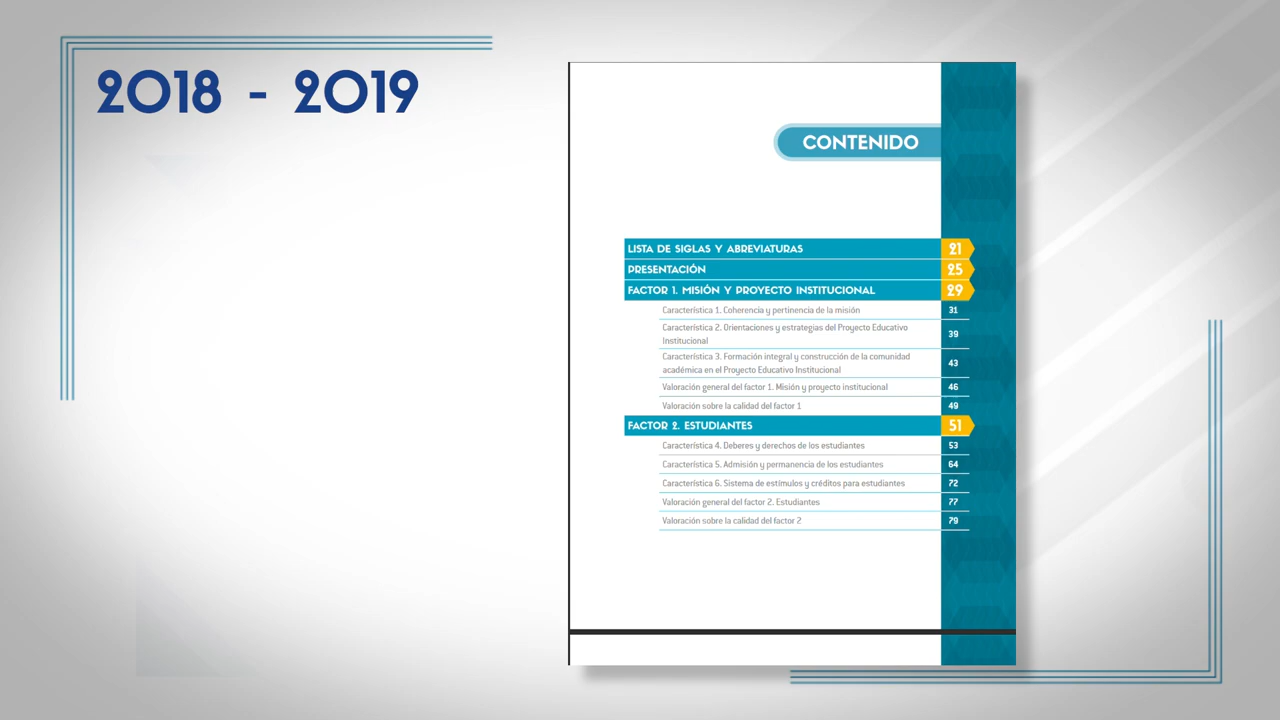 2018 - 2019
CONTENIDO
LISTA DE SIGLAS Y ABREVIATURAS 21
PRESENTACIÓN 25
FACTOR 1. MISIÓN Y PROYECTO INSTITUCIONAL 29
Característica 1. Coherencia y pertinencia de la misión 31
Característica 2. Orientaciones y estrategias del Proyecto Educativo
Institucional 39
Característica 3. Formación integral y construcción de la comunidad
académica en el Proyecto Educativo Institucional 43
Valoración general del factor 1. Misión y proyecto institucional 46
Valoración sobre la calidad del factor 1 49
FACTOR 2. ESTUDIANTES 51
Característica 4. Deberes y derechos de los estudiantes 53
Característica 5. Admisión y permanencia de los estudiantes 64
Característica 6. Sistema de estímulos y créditos para estudiantes 72
Valoración general del factor 2. Estudiantes 77
Valoración sobre la calidad del factor 2 79